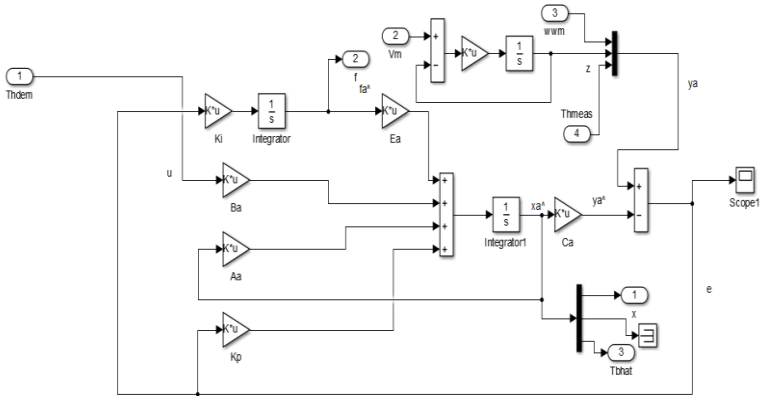 3
wwm
2
Vm
K*u
1
s
z
ya
1
Thdem
2
f
fa^
K*u
Ki
1
s
Integrator
K*u
Ea
Thmeas
4
u
K*u
Ba
K*u
Aa
K*u
Kp
1
s
Integrator1
xa^
K*u
Ca
ya^
Scope1
e
1
x
3
Tbhat